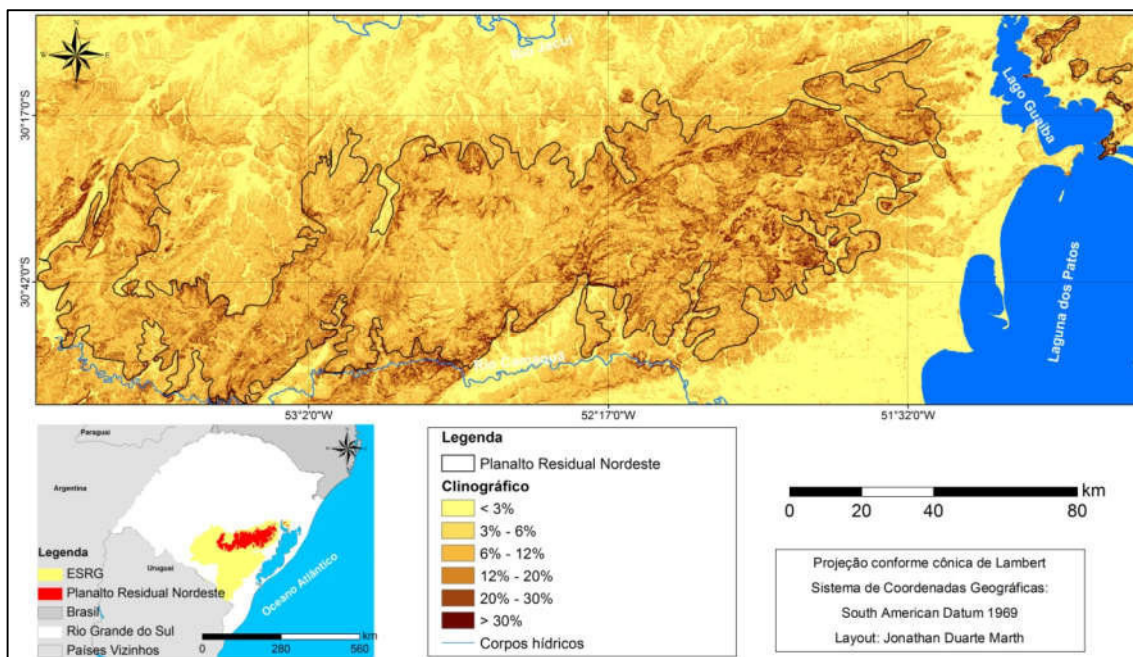 N
W E
S
Rio Jacuí
Lago Guaíba
30°17'0"S
30°42'0"S
Laguna dos Patos
Rio Camaquã
53°2'0"W 52°17'0"W 51°32'0"W
Paraguai
Argentina
Uruguai
Oceano Atlântico
Legenda
ESRG
Planalto Residual Nordeste
Brasil
Rio Grande do Sul
Países Vizinhos
km
0 280 560
Legenda
Planalto Residual Nordeste
Clinográfico
< 3%
3% - 6%
6% - 12%
12% - 20%
20% - 30%
> 30%
Corpos hídricos
km
0 20 40 80
Projeção conforme cônica de Lambert
Sistema de Coordenadas Geográficas:
South American Datum 1969
Layout: Jonathan Duarte Marth